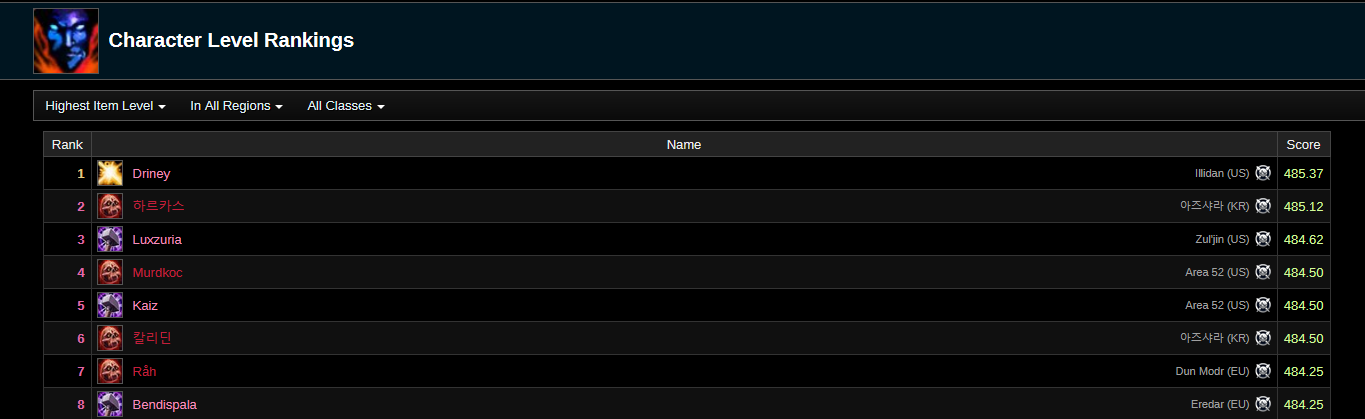 Character Level Rankings
Highest Item Level In All Regions All Classes
Rank Name Score
1 Driney Illidan (US) 485.37
2 하르카스 아즈샤라 (KR) 485.12
3 Luxzuria Zul'jin (US) 484.62
4 Murdkoc Area 52 (US) 484.50
5 Kaiz Area 52 (US) 484.50
6 칼리딘 아즈샤라 (KR) 484.50
7 Råh Dun Modr (EU) 484.25
8 Bendispala Eredar (EU) 484.25